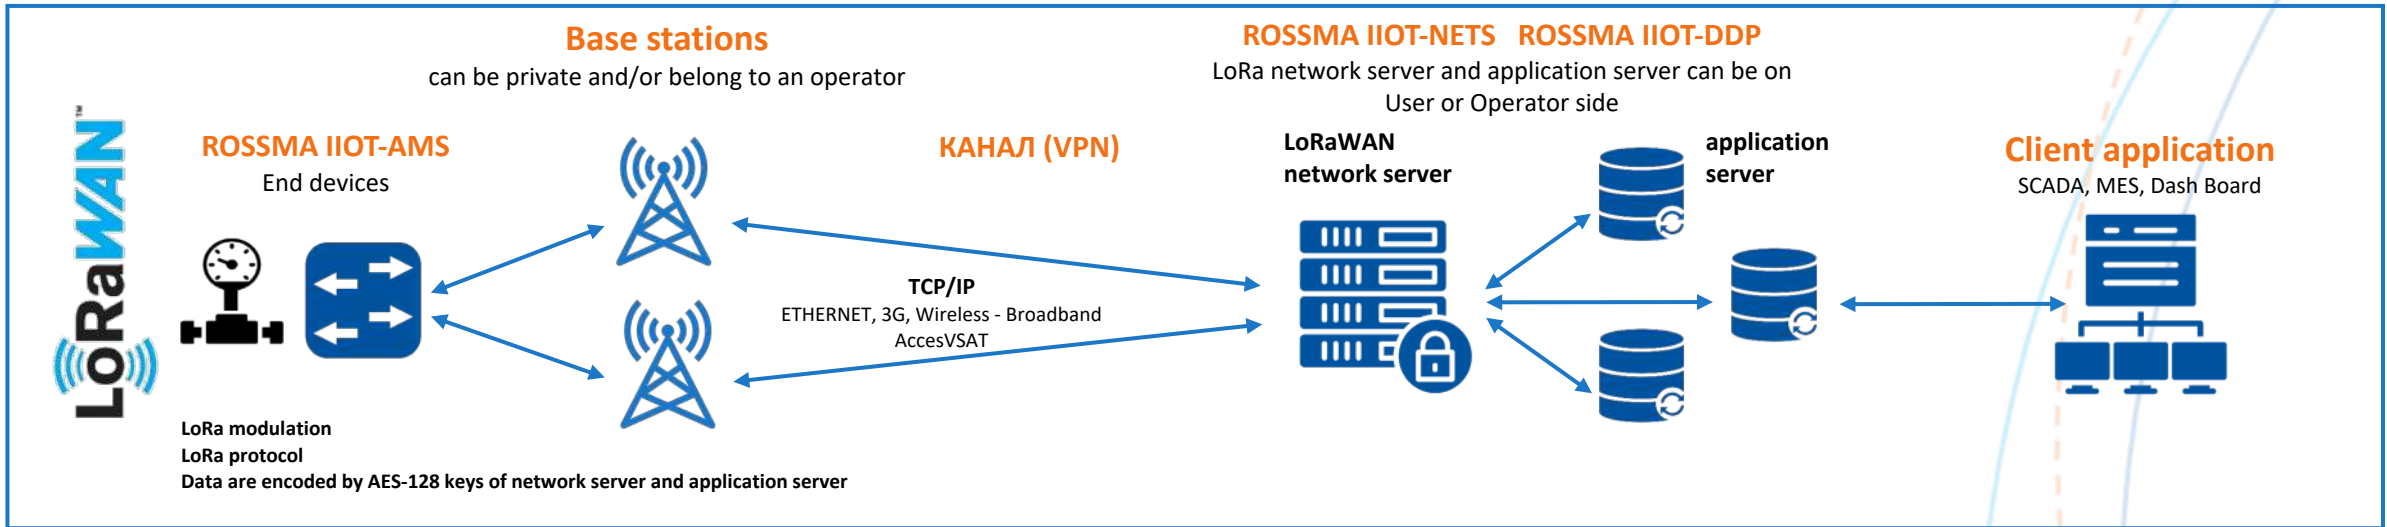 LoRaWAN™
Base stations
can be private and/or belong to an operator
ROSSMA IIOT-AMS
End devices
КАНАЛ (VPN)
TCP/IP
ETHERNET, 3G, Wireless - Broadband
AccesVSAT
ROSSMA IIOT-NETS ROSSMA IIOT-DDP
LoRa network server and application server can be on
User or Operator side
LoRaWAN
network server
application
server
Client application
SCADA, MES, Dash Board
LoRa modulation
LoRa protocol
Data are encoded by AES-128 keys of network server and application server